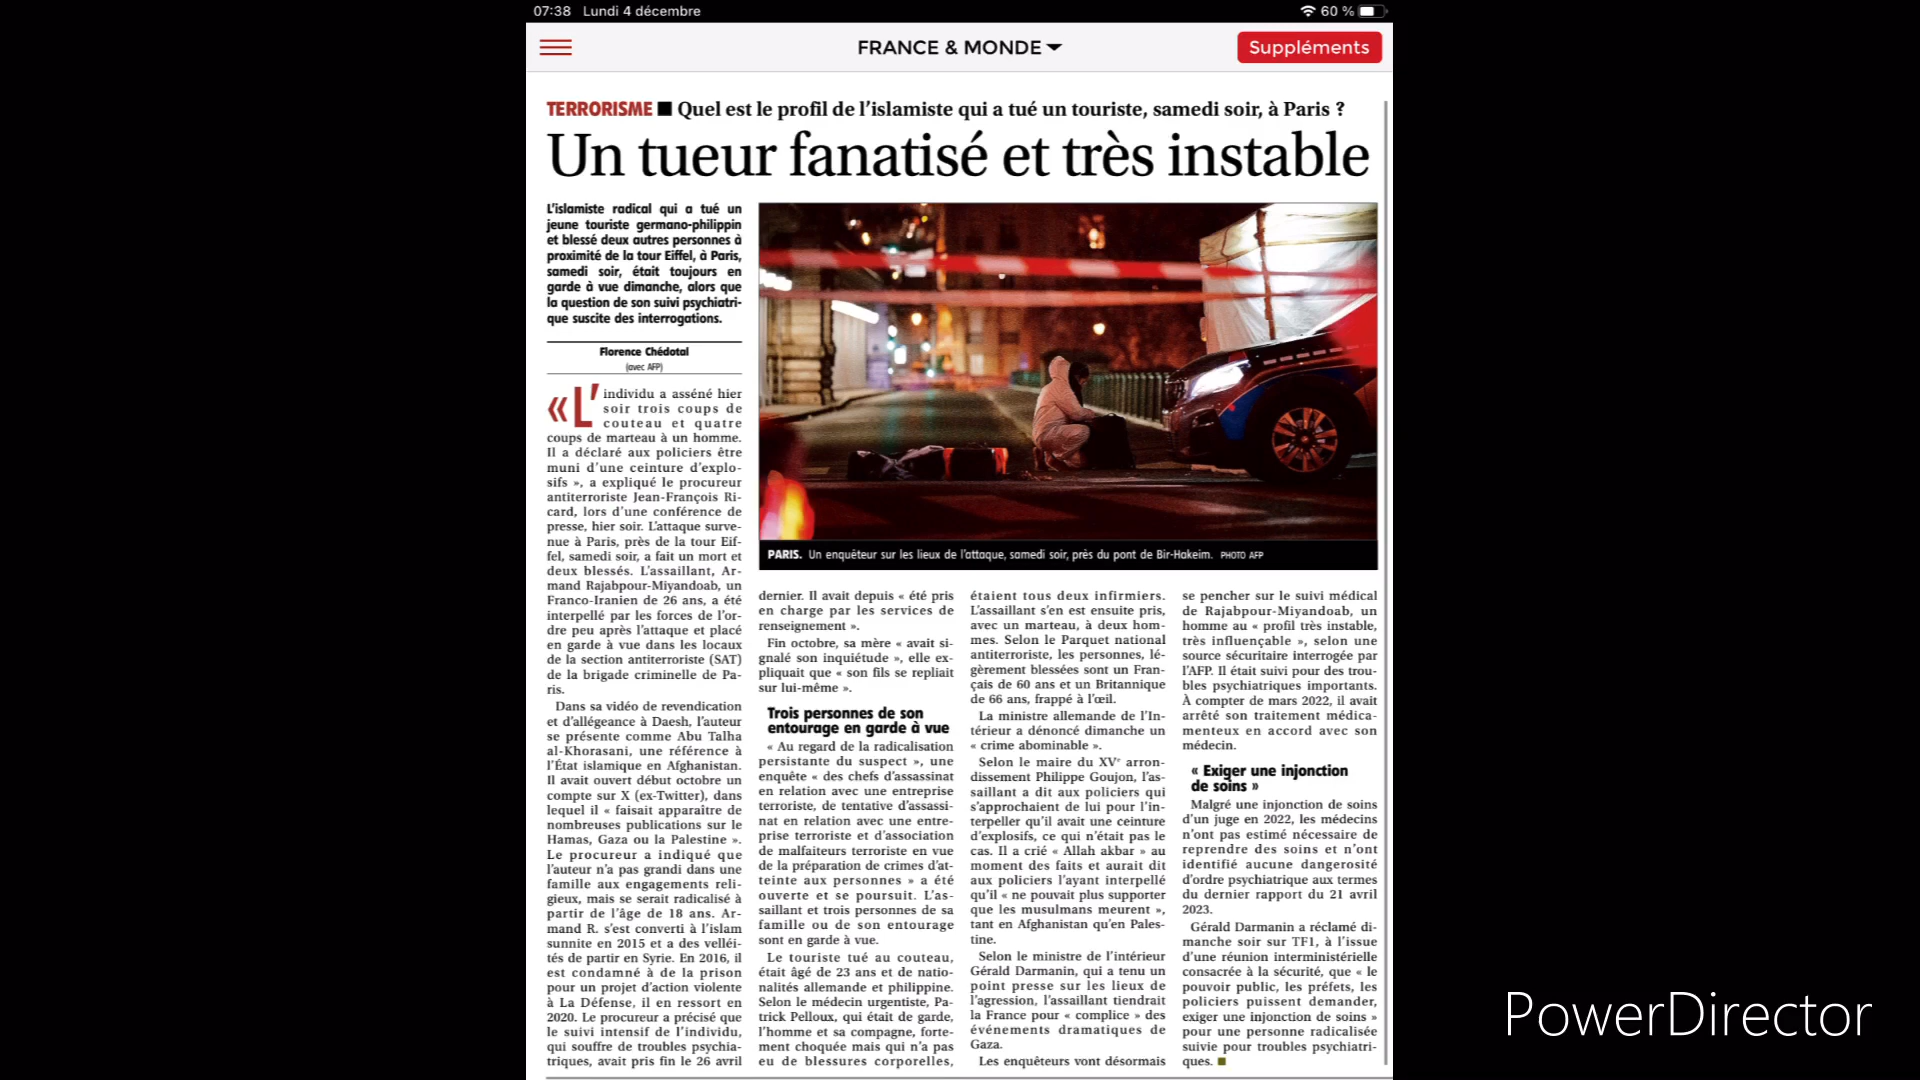 07:38 Lundi 4 décembre
60 %
FRANCE & MONDE
Suppléments
TERRORISME ■ Quel est le profil de l'islamiste qui a tué un touriste, samedi soir, à Paris ?
Un tueur fanatisé et très instable
L'islamiste radical qui a tué un
jeune touriste germano-philippin
et blessé deux autres personnes à
proximité de la tour Eiffel, à Paris,
samedi soir, était toujours en
garde à vue dimanche, alors que
la question de son suivi psychiatri-
que suscite des interrogations.
Florence Chédotal
(avec AFP)
« L'individu a asséné hier
soir trois coups de
couteau et quatre
coups de marteau à un homme.
Il a déclaré aux policiers être
muni d'une ceinture d'explo-
sifs », a expliqué le procureur
antiterroriste Jean-François Ri-
card, lors d'une conférence de
presse, hier soir. L'attaque surve-
nue à Paris, près de la tour Eif-
fel, samedi soir, a fait un mort et
deux blessés. L'assaillant, Ar-
mand Rajabpour-Miyandoab, un
Franco-Iranien de 26 ans, a été
interpellé par les forces de l'or-
dre peu après l'attaque et placé
en garde à vue dans les locaux
de la section antiterroriste (SAT)
de la brigade criminelle de Pa-
ris.
Dans sa vidéo de revendication
et d'allégeance à Daesh, l'auteur
se présente comme Abu Talha
al-Khorasani, une référence à
l'État islamique en Afghanistan.
Il avait ouvert début octobre un
compte sur X (ex-Twitter), dans
lequel il « faisait apparaître de
nombreuses publications sur le
Hamas, Gaza ou la Palestine ».
Le procureur a indiqué que
l'auteur n'a pas grandi dans une
famille aux engagements reli-
gieux, mais se serait radicalisé à
partir de l'âge de 18 ans. Ar-
mand R. s'est converti à l'islam
sunnite en 2015 et a des velléi-
tés de partir en Syrie. En 2016, il
est condamné à de la prison
pour un projet d'action violente
à La Défense, il en ressort en
2020. Le procureur a précisé que
le suivi intensif de l'individu,
qui souffre de troubles psychia-
triques, avait pris fin le 26 avril
PARIS. Un enquêteur sur les lieux de l'attaque, samedi soir, près du pont de Bir-Hakeim. PHOTO AFP
dernier. Il avait depuis « été pris
en charge par les services de
renseignement ».
Fin octobre, sa mère « avait si-
gnalé son inquiétude », elle ex-
pliquait que « son fils se repliait
sur lui-même ».
Trois personnes de son
entourage en garde à vue
« Au regard de la radicalisation
persistante du suspect », une
enquête « des chefs d'assassinat
en relation avec une entreprise
terroriste, de tentative d'assassi-
nat en relation avec une entre-
prise terroriste et d'association
de malfaiteurs terroriste en vue
de la préparation de crimes d'at-
teinte aux personnes » a été
ouverte et se poursuit. L'as-
saillant et trois personnes de sa
famille ou de son entourage
sont en garde à vue.
Le touriste tué au couteau,
était âgé de 23 ans et de natio-
nalités allemande et philippine.
Selon le médecin urgentiste, Pa-
trick Pelloux, qui était de garde,
l'homme et sa compagne, forte-
ment choquée mais qui n'a pas
eu de blessures corporelles,
étaient tous deux infirmiers.
L'assaillant s'en est ensuite pris,
avec un marteau, à deux hom-
mes. Selon le Parquet national
antiterroriste, les personnes, lé-
gèrement blessées sont un Fran-
çais de 60 ans et un Britannique
de 66 ans, frappé à l'œil.
La ministre allemande de l'In-
térieur a dénoncé dimanche un
« crime abominable ».
Selon le maire du XVe arron-
dissement Philippe Goujon, l'as-
saillant a dit aux policiers qui
s'approchaient de lui pour l'in-
terpeller qu'il avait une ceinture
d'explosifs, ce qui n'était pas le
cas. Il a crié « Allah akbar » au
moment des faits et aurait dit
aux policiers l'ayant interpellé
qu'il « ne pouvait plus supporter
que les musulmans meurent »,
tant en Afghanistan qu'en Pales-
tine.
Selon le ministre de l'intérieur
Gérald Darmanin, qui a tenu un
point presse sur les lieux de
l'agression, l'assaillant tiendrait
la France pour « complice » des
événements dramatiques de
Gaza.
Les enquêteurs vont désormais
se pencher sur le suivi médical
de Rajabpour-Miyandoab, un
homme au « profil très instable,
très influençable », selon une
source sécuritaire interrogée par
l'AFP. Il était suivi pour des trou-
bles psychiatriques importants.
À compter de mars 2022, il avait
arrêté son traitement médica-
menteux en accord avec son
médecin.
« Exiger une injonction
de soins »
Malgré une injonction de soins
d'un juge en 2022, les médecins
n'ont pas estimé nécessaire de
reprendre des soins et n'ont
identifié aucune dangerosité
d'ordre psychiatrique aux termes
du dernier rapport du 21 avril
2023.
Gérald Darmanin a réclamé di-
manche soir sur TF1, à l'issue
d'une réunion interministérielle
consacrée à la sécurité, que « le
pouvoir public, les préfets, les
policiers puissent demander,
exiger une injonction de soins »
pour une personne radicalisée
suivie pour troubles psychiatri-
ques. ■
PowerDirector